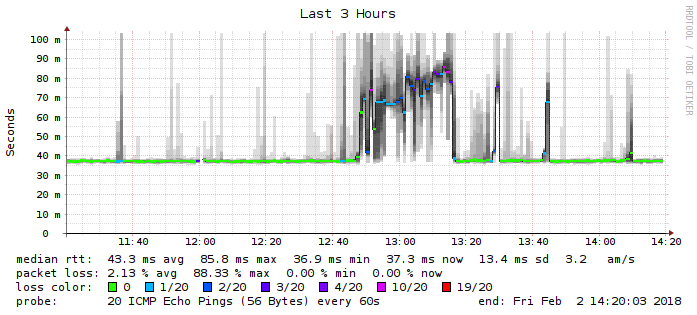 Last 3 Hours
RRDTOOL / TOBI OETIKER
Seconds
100 m
90 m
80 m
70 m
60 m
50 m
40 m
30 m
20 m
10 m
0
11:40 12:00 12:20 12:40 13:00 13:20 13:40 14:00 14:20
median rtt: 43.3 ms avg 85.8 ms max 36.9 ms min 37.3 ms now 13.4 ms sd 3.2 am/s
packet loss: 2.13 % avg 88.33 % max 0.00 % min 0.00 % now
loss color: 0 1/20 2/20 3/20 4/20 10/20 19/20
probe: 20 ICMP Echo Pings (56 Bytes) every 60s end: Fri Feb 2 14:20:03 2018